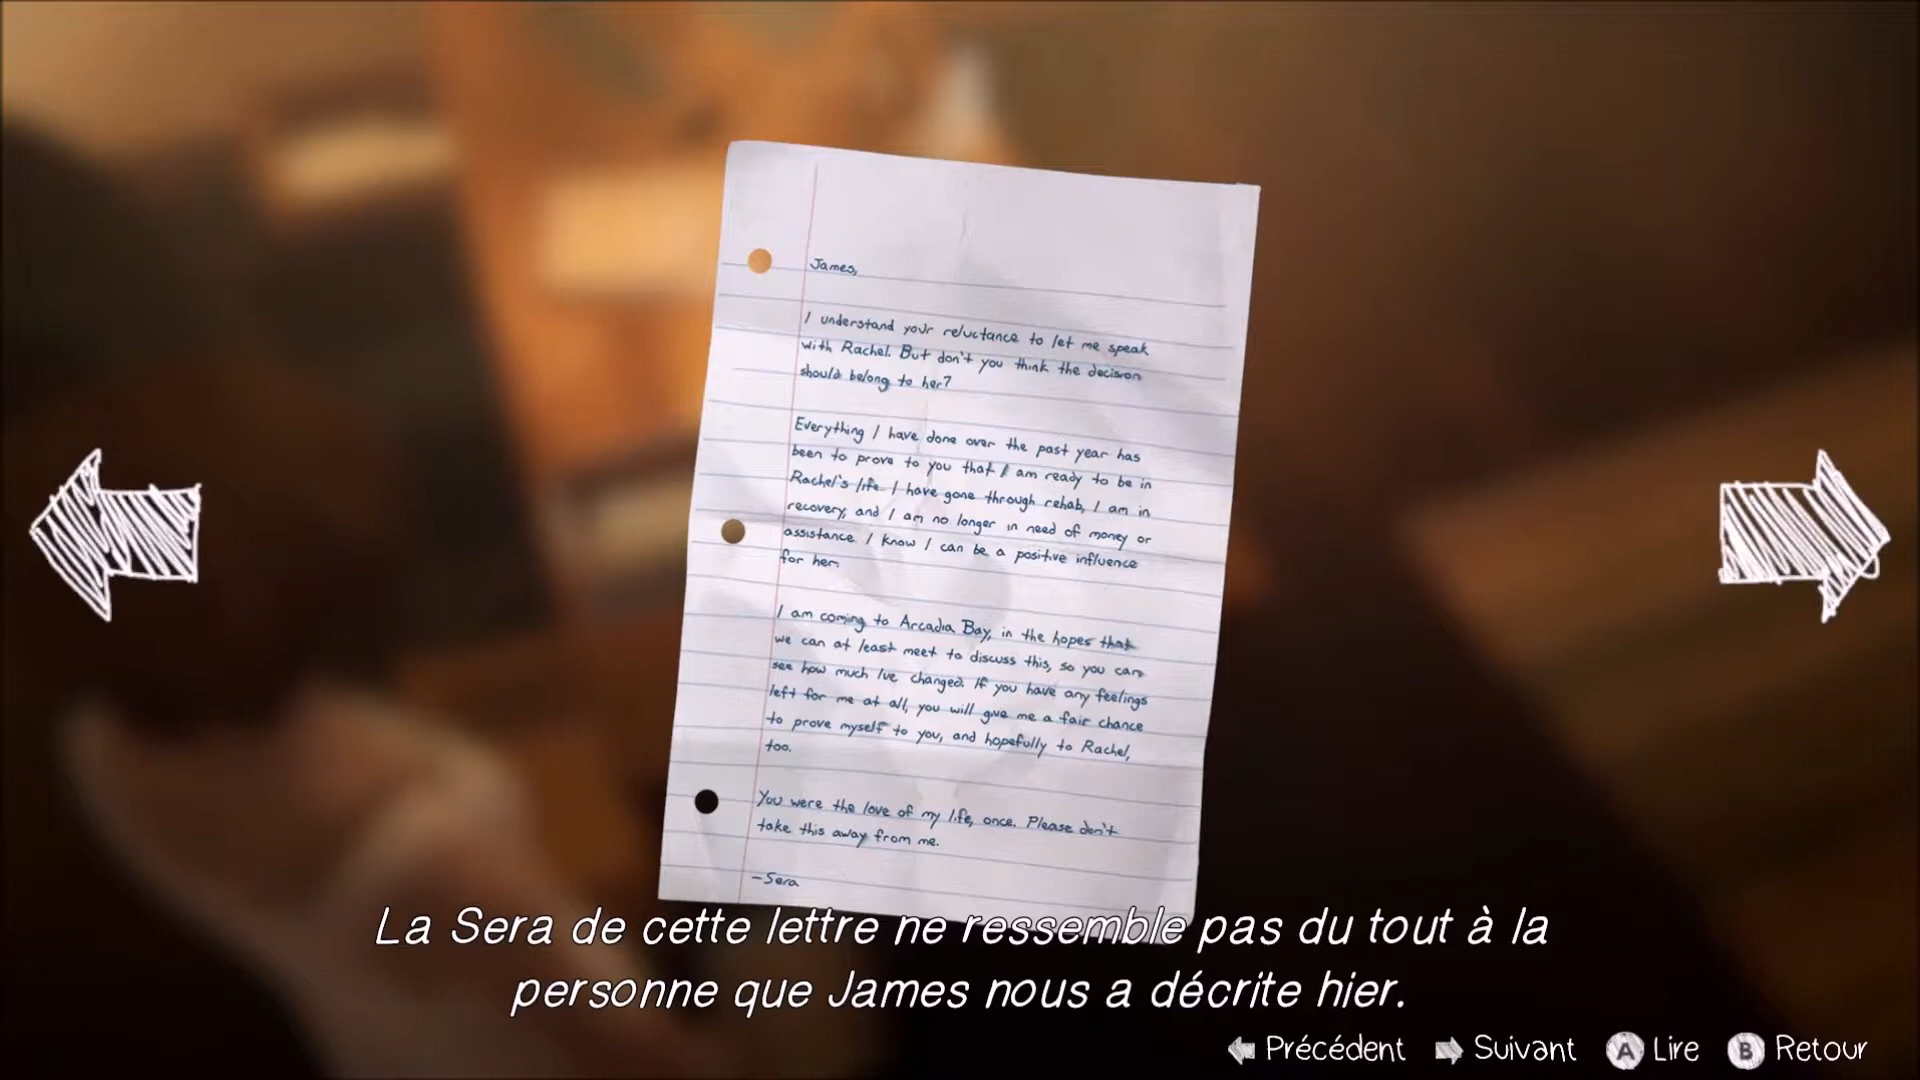 James,
I understand your reluctance to let me speak
with Rachel. But don't you think the decision
should belong to her?
Everything I have done over the past year has
been to prove to you that I am ready to be in
Rachel's life. I have gone through rehab, I am in
recovery, and I am no longer in need of money or
assistance. I know I can be a positive influence
for her.
I am coming to Arcadia Bay, in the hopes that
we can at least meet to discuss this, so you can
see how much I've changed. If you have any feelings
left for me at all, you will give me a fair chance
to prove myself to you, and hopefully to Rachel,
too.
You were the love of my life, once. Please don't
take this away from me.
-Sera
La Sera de cette lettre ne ressemble pas du tout à la
personne que James nous a décrite hier.
Précédent Suivant A Lire B Retour